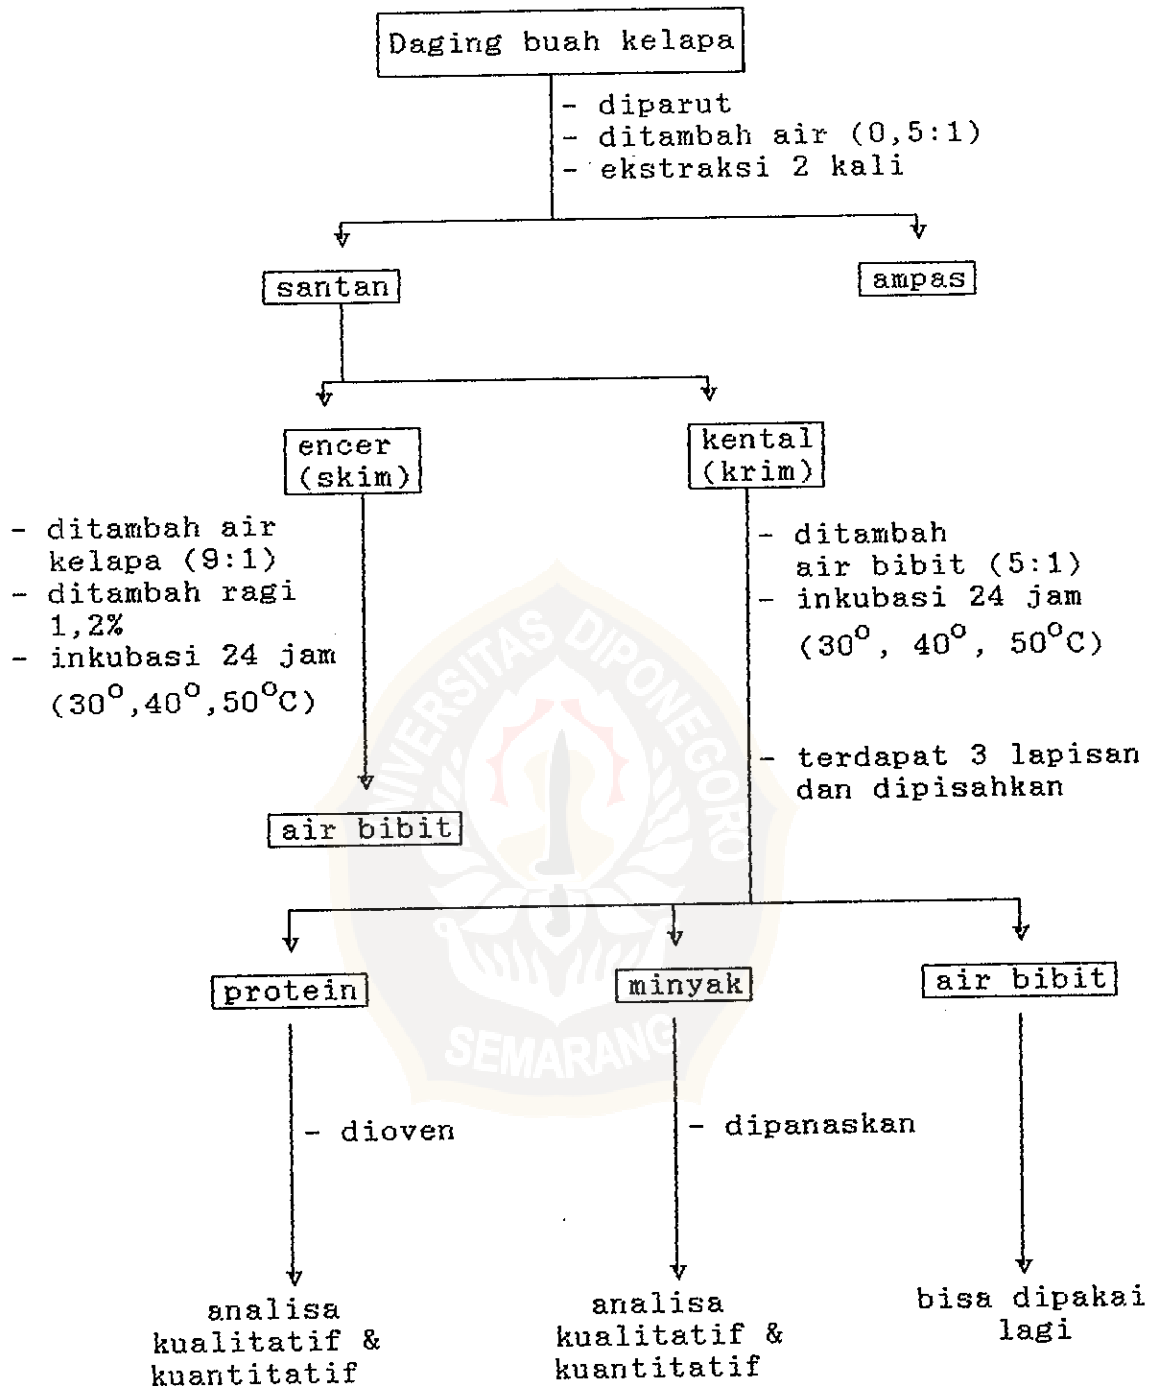 Daging buah kelapa
- diparut
- ditambah air (0,5:1)
- ekstraksi 2 kali
santan
ampas
encer
(skim)
kental
(krim)
- ditambah air
kelapa (9:1)
- ditambah ragi
1,2%
- inkubasi 24 jam
(30°,40°,50°C)
- ditambah
air bibit (5:1)
- inkubasi 24 jam
(30°, 40°, 50°C)
- terdapat 3 lapisan
dan dipisahkan
air bibit
protein
minyak
air bibit
- dioven
- dipanaskan
analisa
kualitatif &
kuantitatif
analisa
kualitatif &
kuantitatif
bisa dipakai
lagi
UNIVERSITAS DIPONEGORO
SEMARANG